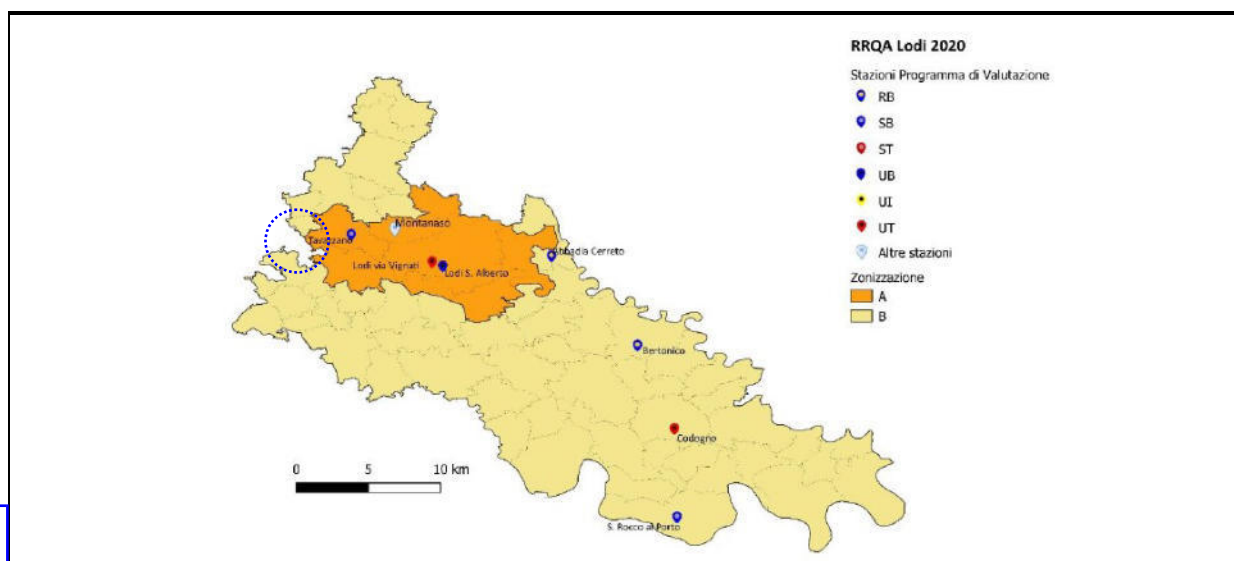 RRQA Lodi 2020
Stazioni Programma di Valutazione
RB
SB
ST
UB
UI
UT
Altre stazioni
Zonizzazione
A
B
Montanaso
Tavazzano
Abbadia Cerreto
Lodi via Vignati
Lodi S. Alberto
Bertonico
Codogno
0 5 10 km
S. Rocco al Porto